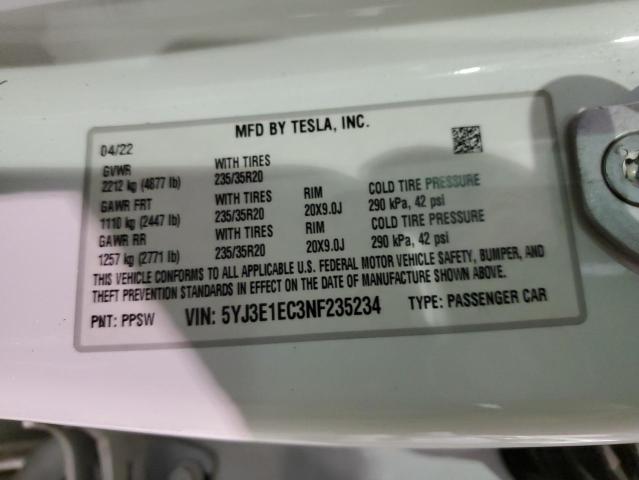 MFD BY TESLA, INC.
04/22
GVWR WITH TIRES
2212 kg (4877 lb) 235/35R20
GAWR FRT WITH TIRES RIM COLD TIRE PRESSURE
1110 kg (2447 lb) 235/35R20 20X9.0J 290 kPa, 42 psi
GAWR RR WITH TIRES RIM COLD TIRE PRESSURE
1257 kg (2771 lb) 235/35R20 20X9.0J 290 kPa, 42 psi
THIS VEHICLE CONFORMS TO ALL APPLICABLE U.S. FEDERAL MOTOR VEHICLE SAFETY, BUMPER, AND
THEFT PREVENTION STANDARDS IN EFFECT ON THE DATE OF MANUFACTURE SHOWN ABOVE.
PNT: PPSW VIN: 5YJ3E1EC3NF235234 TYPE: PASSENGER CAR